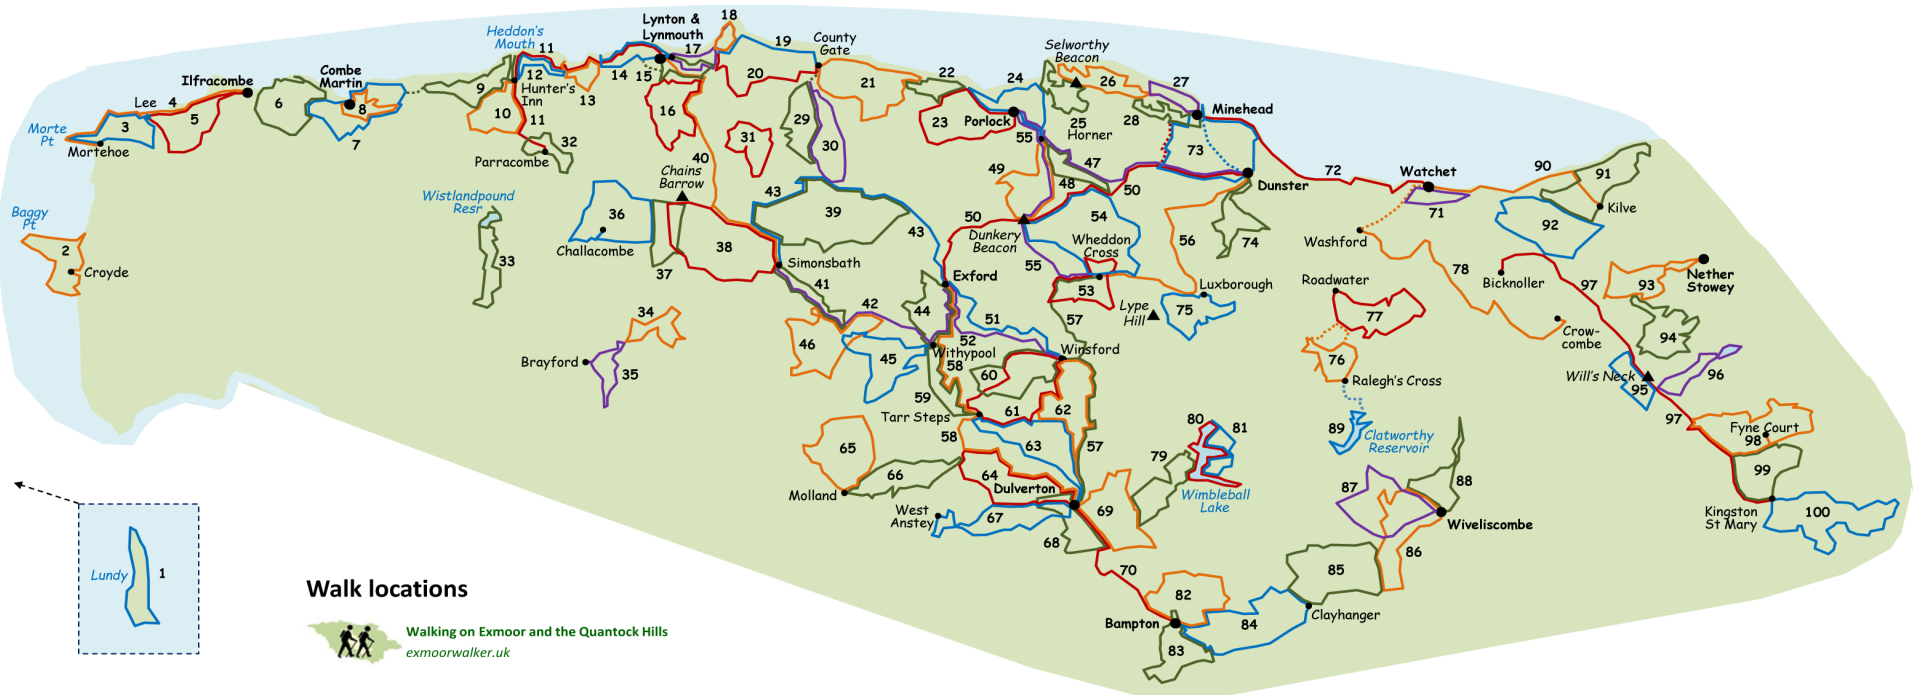 18
Lynton &
Lynmouth
17
19
County
Gate
Heddon's
Mouth
11
12
Hunter's
Inn
13
14
15
20
21
22
Selworthy
Beacon
24
26
27
Minehead
Ilfracombe
Combe
Martin
Lee
4
5
6
8
7
9
10
11
16
29
30
31
23
Porlock
55
25
Horner
28
73
Morte
Pt
3
Mortehoe
32
Parracombe
40
Chains
Barrow
43
39
43
49
48
47
50
Dunster
72
Watchet
71
90
91
Kilve
92
Baggy
Pt
2
Croyde
Wistlandpound
Resr
33
36
Challacombe
37
38
Simonsbath
41
42
50
Dunkery
Beacon
54
Wheddon
Cross
55
53
56
74
Washford
78
Bicknoller
97
93
Nether
Stowey
Exford
44
51
52
57
Lype
Hill
Luxborough
75
Roadwater
77
Crow-
combe
94
34
Brayford
35
46
45
Withypool
58
Winsford
60
59
Tarr Steps
61
62
76
Ralegh's Cross
Will's Neck
95
96
58
63
57
65
66
Molland
64
Dulverton
79
80
81
Wimbleball
Lake
89
Clatworthy
Reservoir
97
Fyne Court
98
99
West
Anstey
67
68
69
87
88
Wiveliscombe
86
Kingston
St Mary
100
70
82
Bampton
83
84
85
Clayhanger
Lundy
1
Walk locations
Walking on Exmoor and the Quantock Hills
exmoorwalker.uk